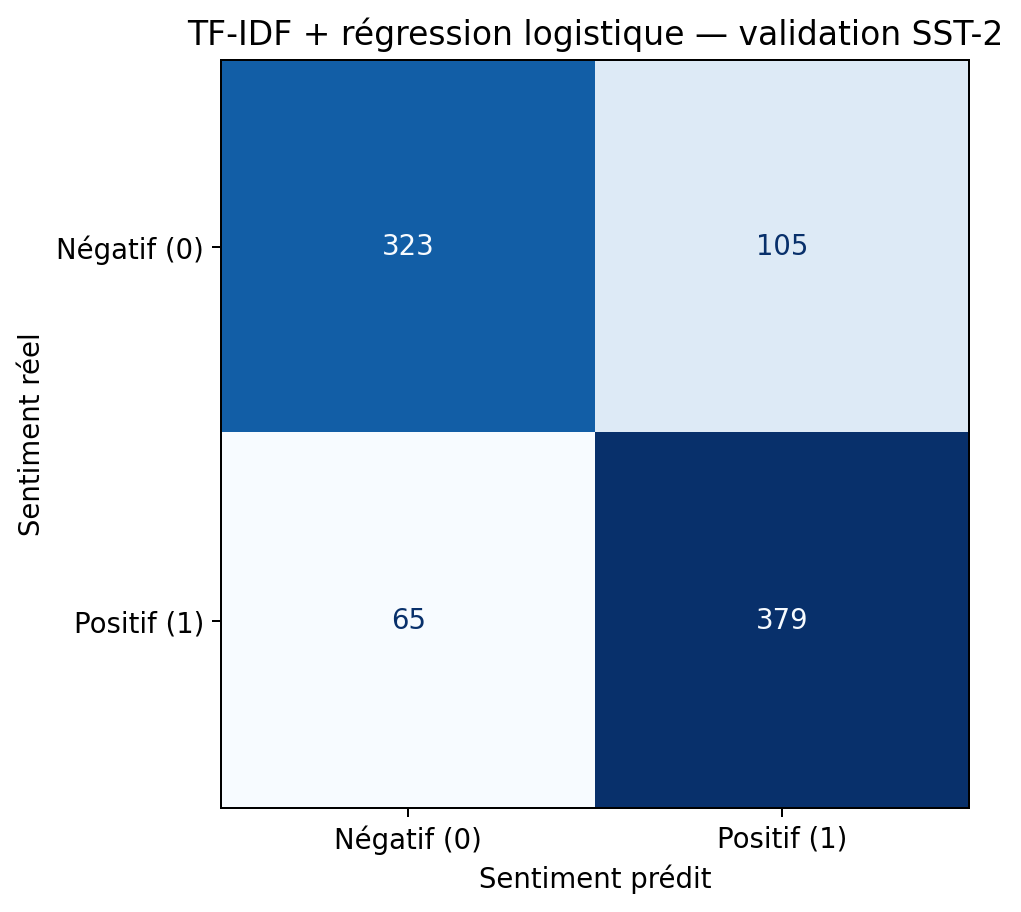 TF-IDF + régression logistique — validation SST-2
Négatif (0)
323
105
Sentiment réel
Positif (1)
65
379
Négatif (0)
Positif (1)
Sentiment prédit